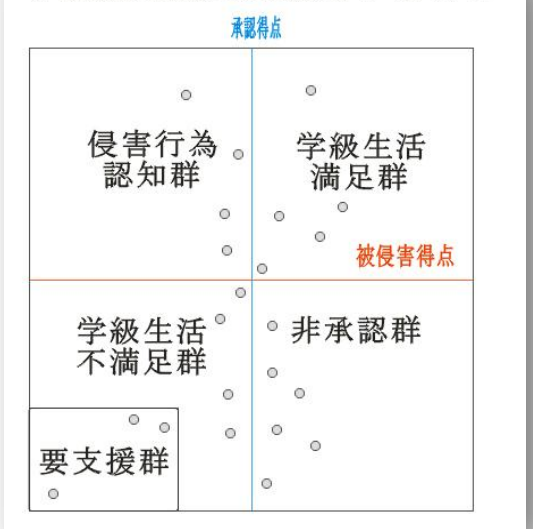 承認得点
侵害行為
認知群
学級生活
満足群
被侵害得点
学級生活
不満足群
非承認群
要支援群